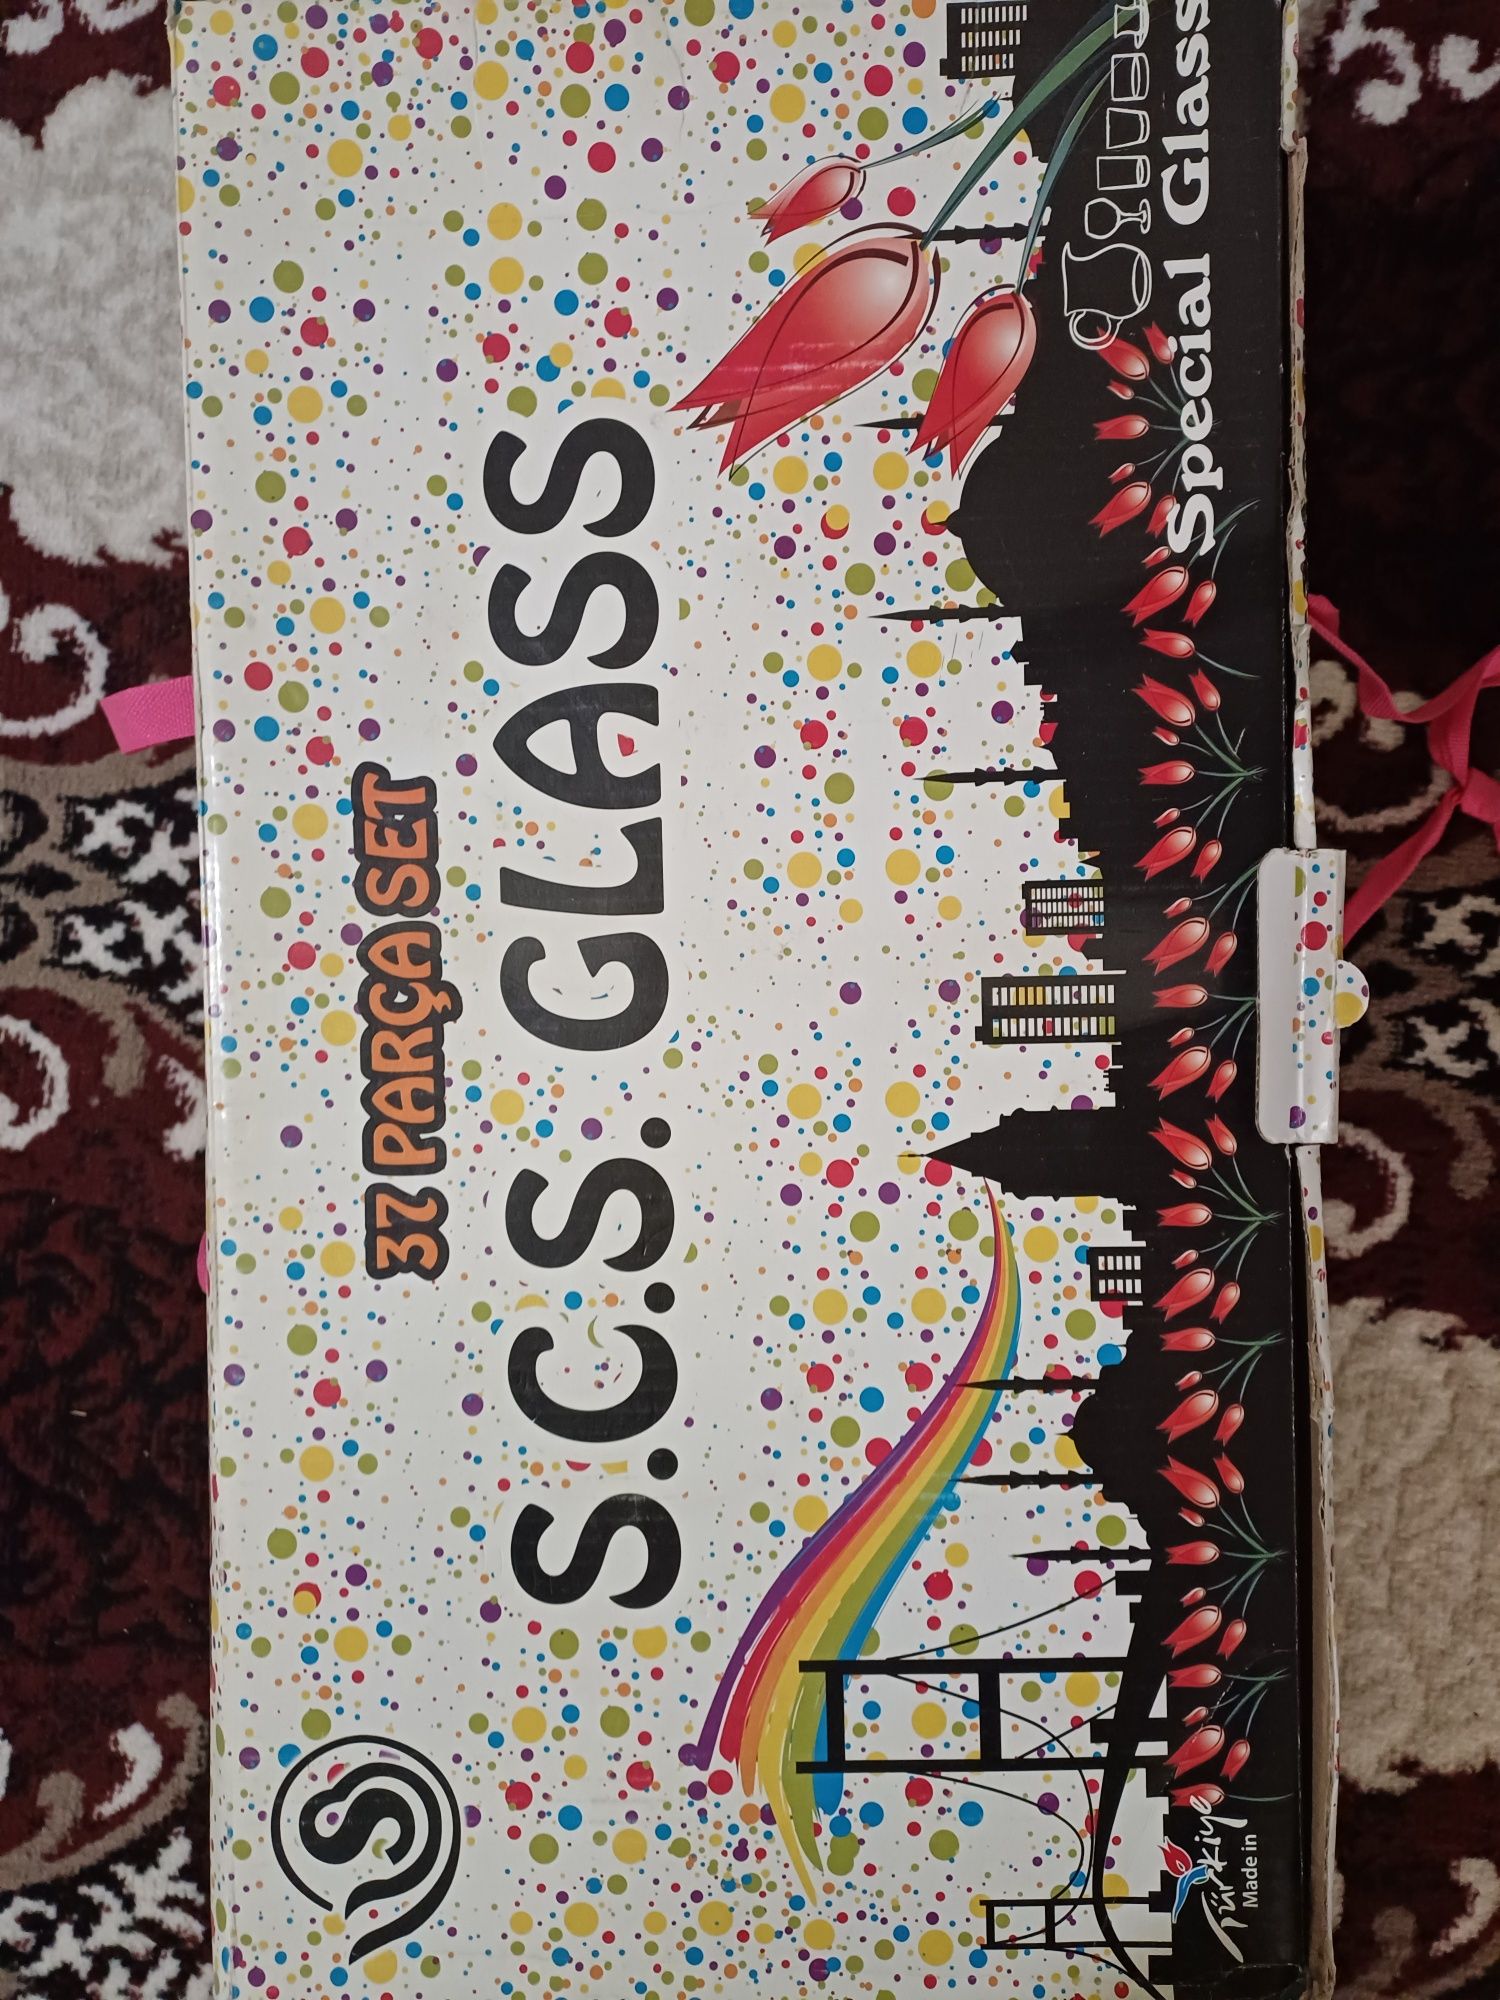 37 PARÇA SET
S.C.S. GLASS
Special Glass
Türkiye
Made in
S